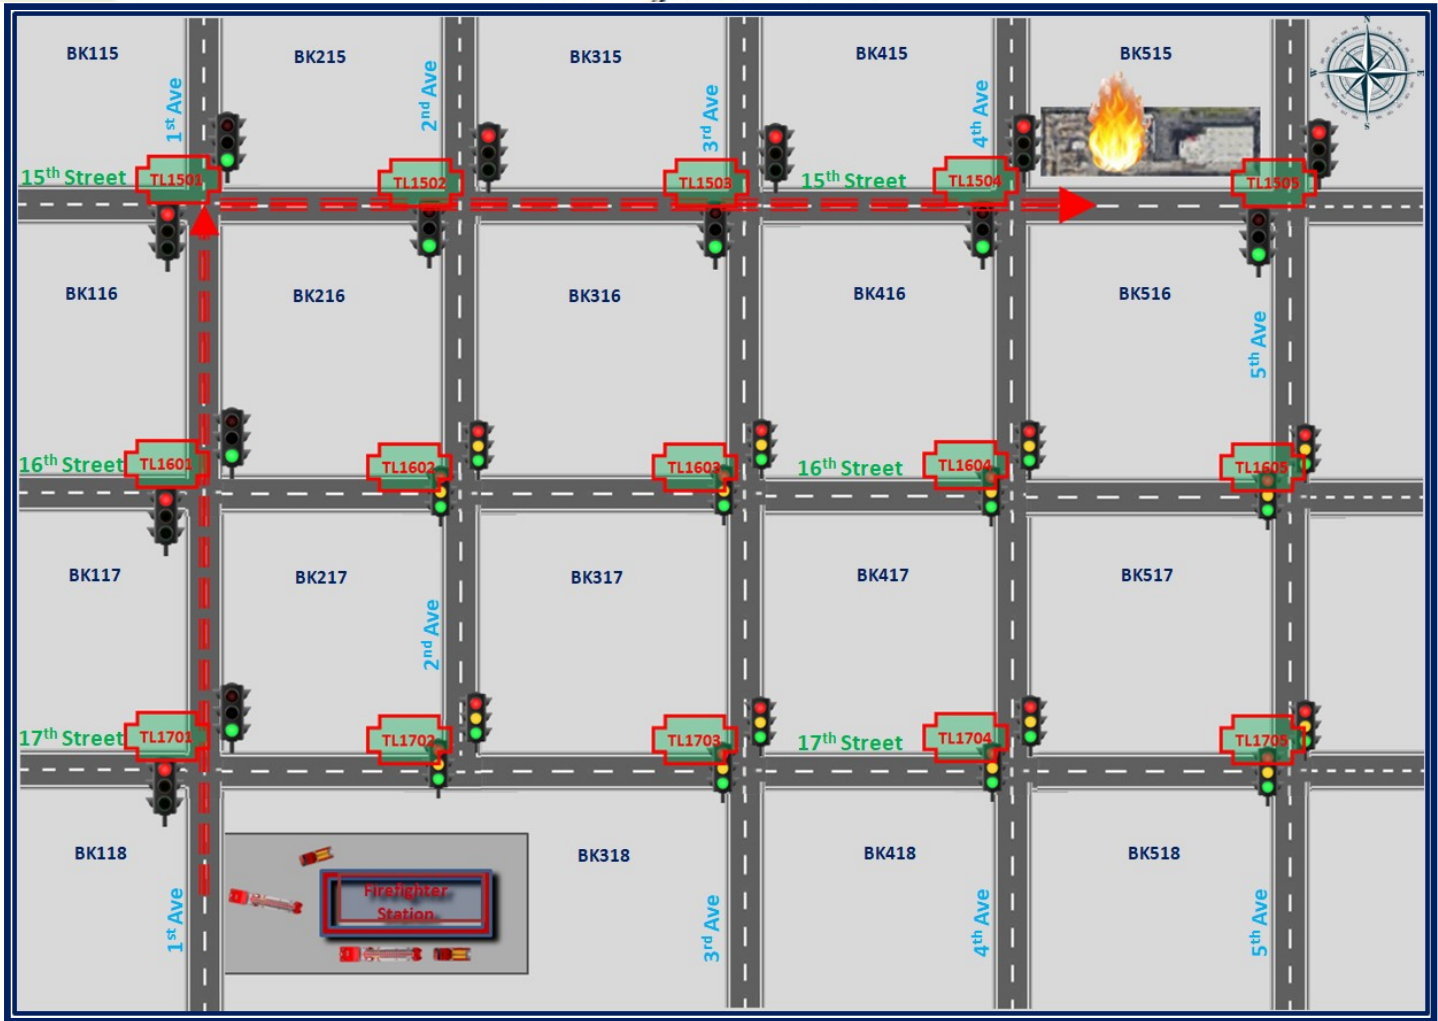 BK115
BK215
BK315
BK415
BK515
N
W
E
S
1st Ave
2nd Ave
3rd Ave
4th Ave
15th Street
TL1501
TL1502
TL1503
15th Street
TL1504
TL1505
BK116
BK216
BK316
BK416
BK516
5th Ave
16th Street
TL1601
TL1602
TL1603
16th Street
TL1604
TL1605
BK117
BK217
BK317
BK417
BK517
2nd Ave
17th Street
TL1701
TL1702
TL1703
17th Street
TL1704
TL1705
BK118
BK318
BK418
BK518
Firefighter
Station
1st Ave
3rd Ave
4th Ave
5th Ave